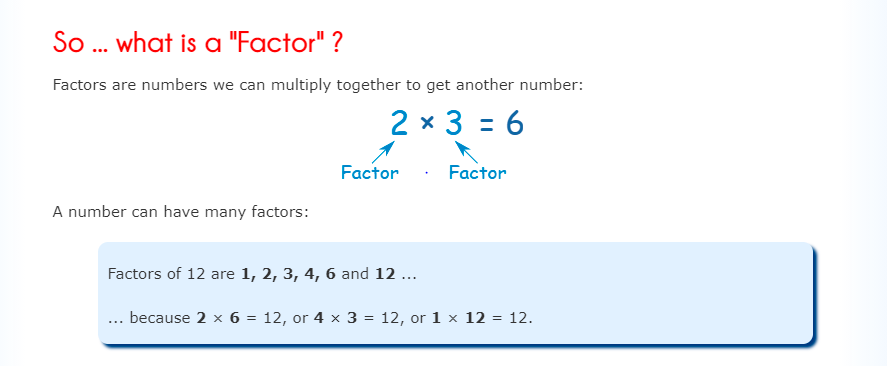 So ... what is a "Factor" ?
Factors are numbers we can multiply together to get another number:
2 × 3 = 6
Factor · Factor
A number can have many factors:
Factors of 12 are 1, 2, 3, 4, 6 and 12 ...
... because 2 × 6 = 12, or 4 × 3 = 12, or 1 × 12 = 12.